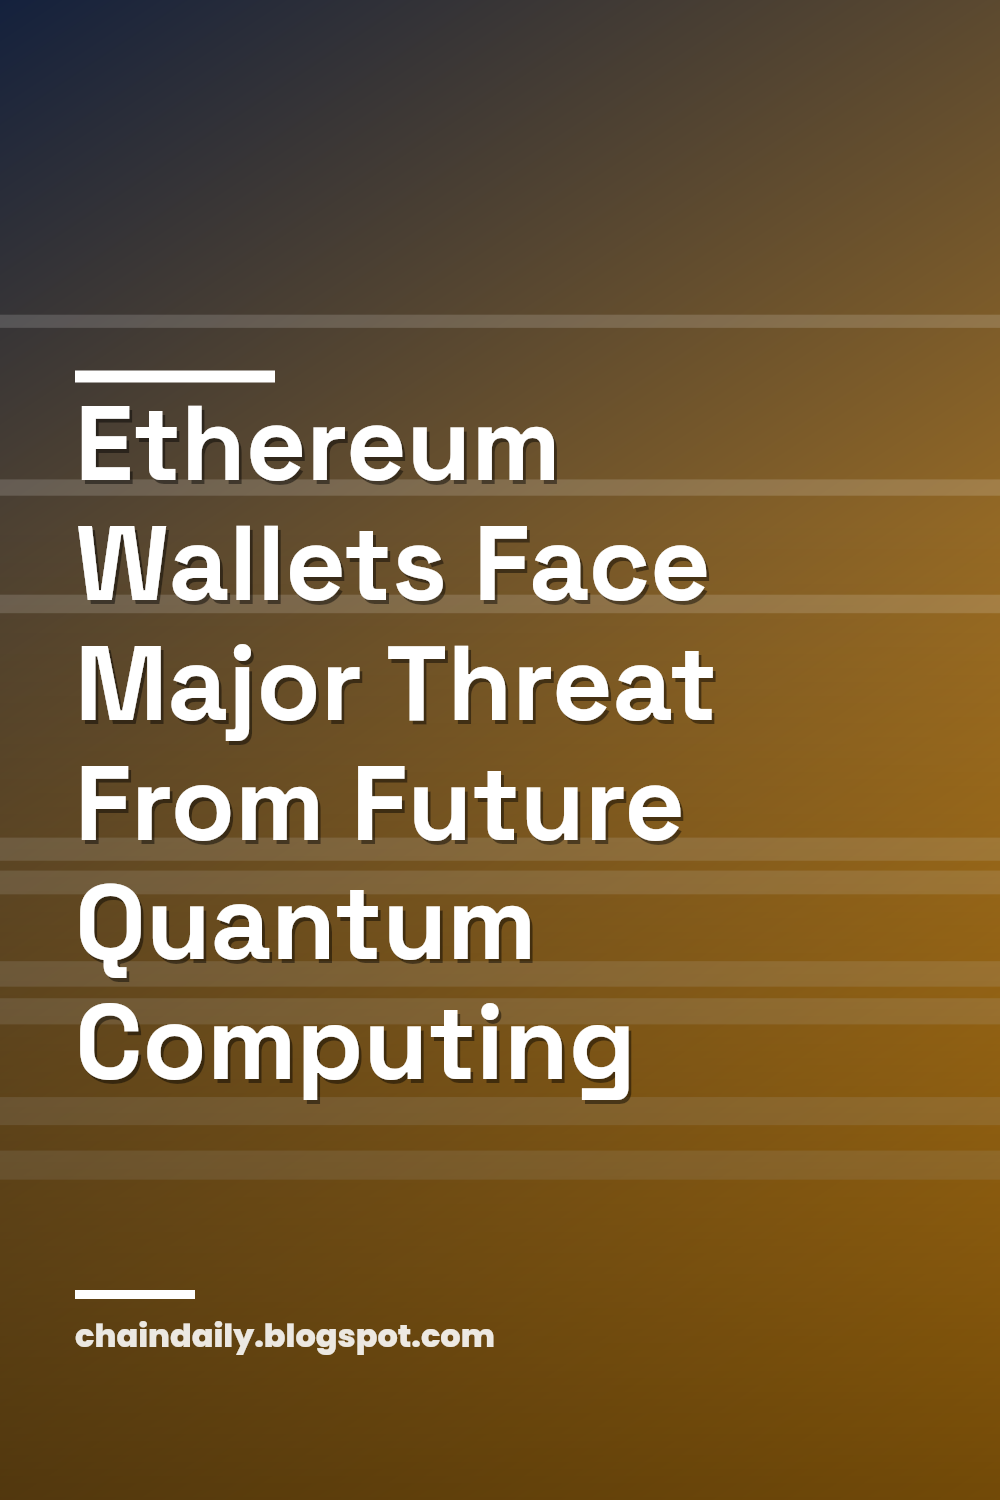 Ethereum
Wallets Face
Major Threat
From Future
Quantum
Computing
chaindaily.blogspot.com